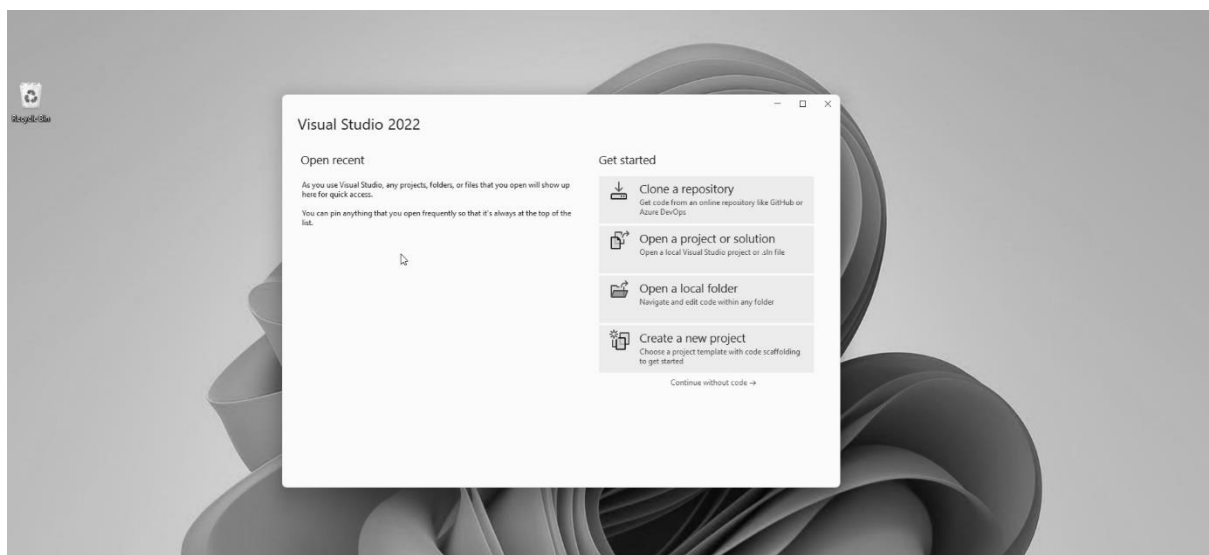 Recycle Bin
Visual Studio 2022
Open recent
As you use Visual Studio, any projects, folders, or files that you open will show up
here for quick access.
You can pin anything that you open frequently so that it's always at the top of the
list.
Get started
Clone a repository
Get code from an online repository like GitHub or
Azure DevOps
Open a project or solution
Open a local Visual Studio project or .sln file
Open a local folder
Navigate and edit code within any folder
Create a new project
Choose a project template with code scaffolding
to get started
Continue without code →